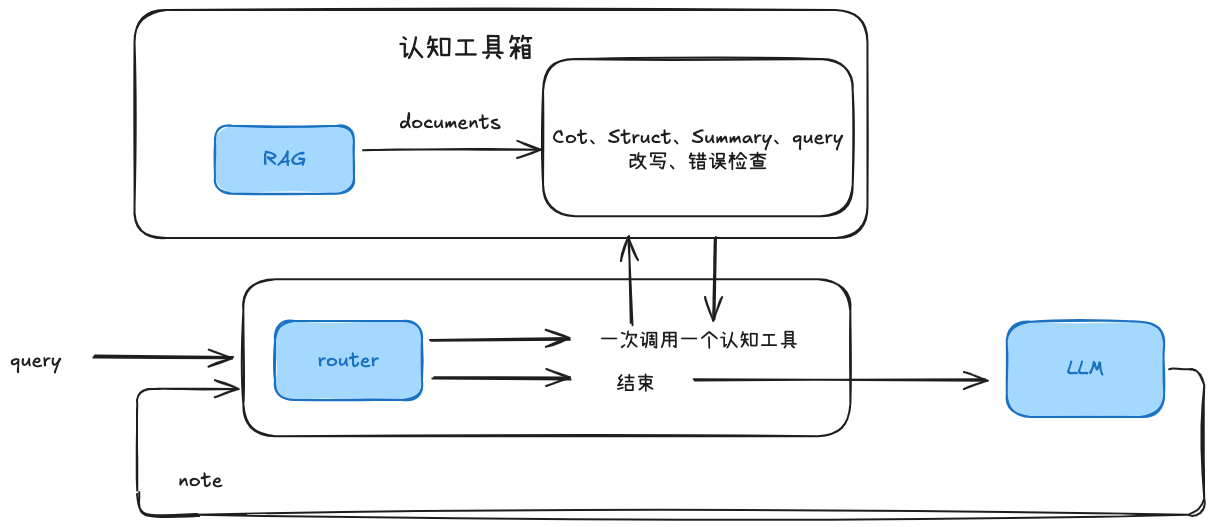 认知工具箱
documents
RAG
Cot、Struct、Summary、query
改写、错误检查
query
router
一次调用一个认知工具
结束
LLM
note